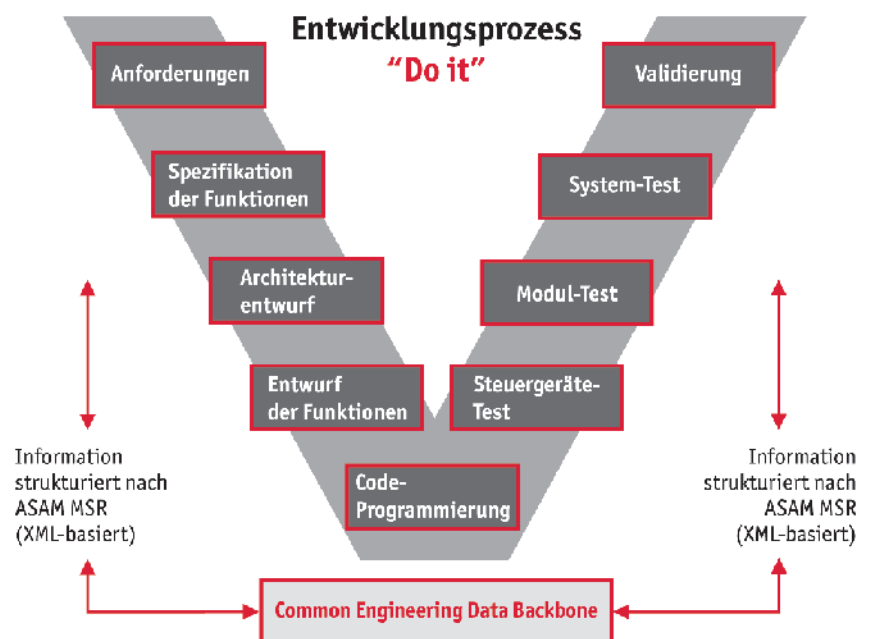 Entwicklungsprozess
“Do it”
Anforderungen
Validierung
Spezifikation
der Funktionen
System-Test
Architektur-
entwurf
Modul-Test
Entwurf
der Funktionen
Steuergeräte-
Test
Code-
Programmierung
Information
strukturiert nach
ASAM MSR
(XML-basiert)
Information
strukturiert nach
ASAM MSR
(XML-basiert)
Common Engineering Data Backbone